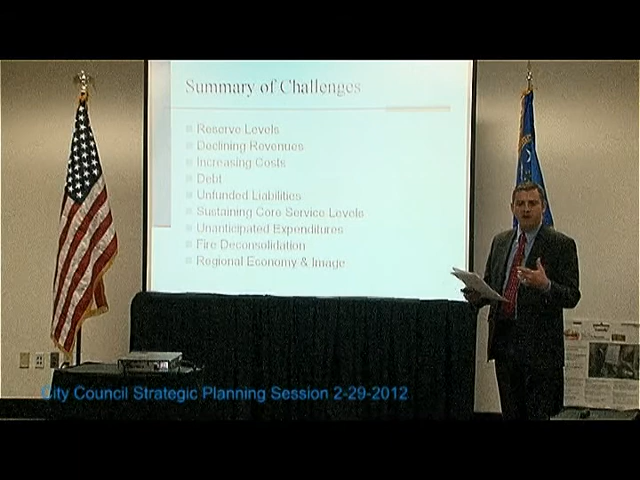 Summary of Challenges
Reserve Levels
Declining Revenues
Increasing Costs
Debt
Unfunded Liabilities
Sustaining Core Service Levels
Unanticipated Expenditures
Fire Deconsolidation
Regional Economy & Image
City Council Strategic Planning Session 2-29-2012